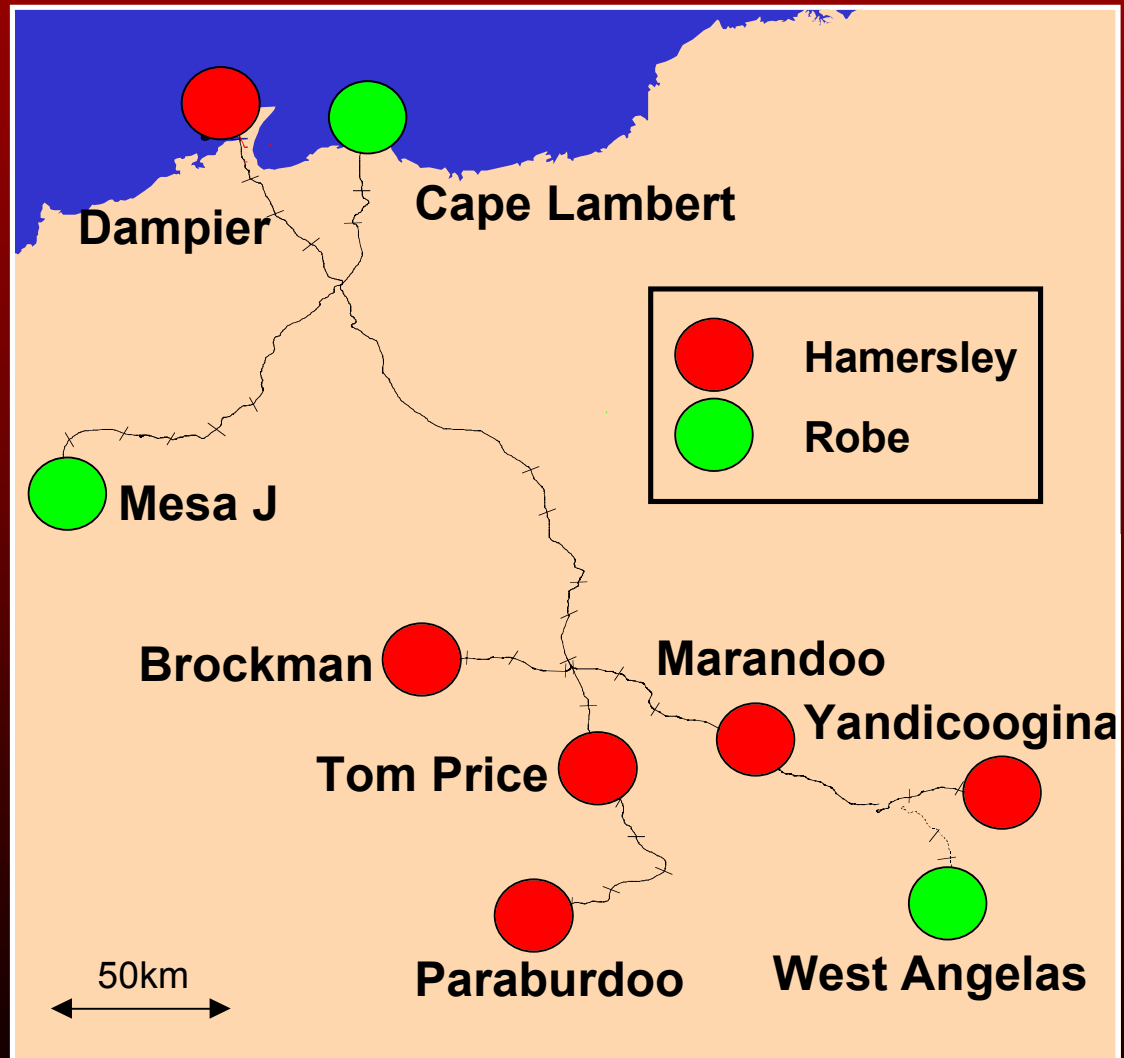 Cape Lambert
Dampier
Hamersley
Robe
Mesa J
Brockman
Marandoo
Yandicoogina
Tom Price
Paraburdoo
West Angelas
50km